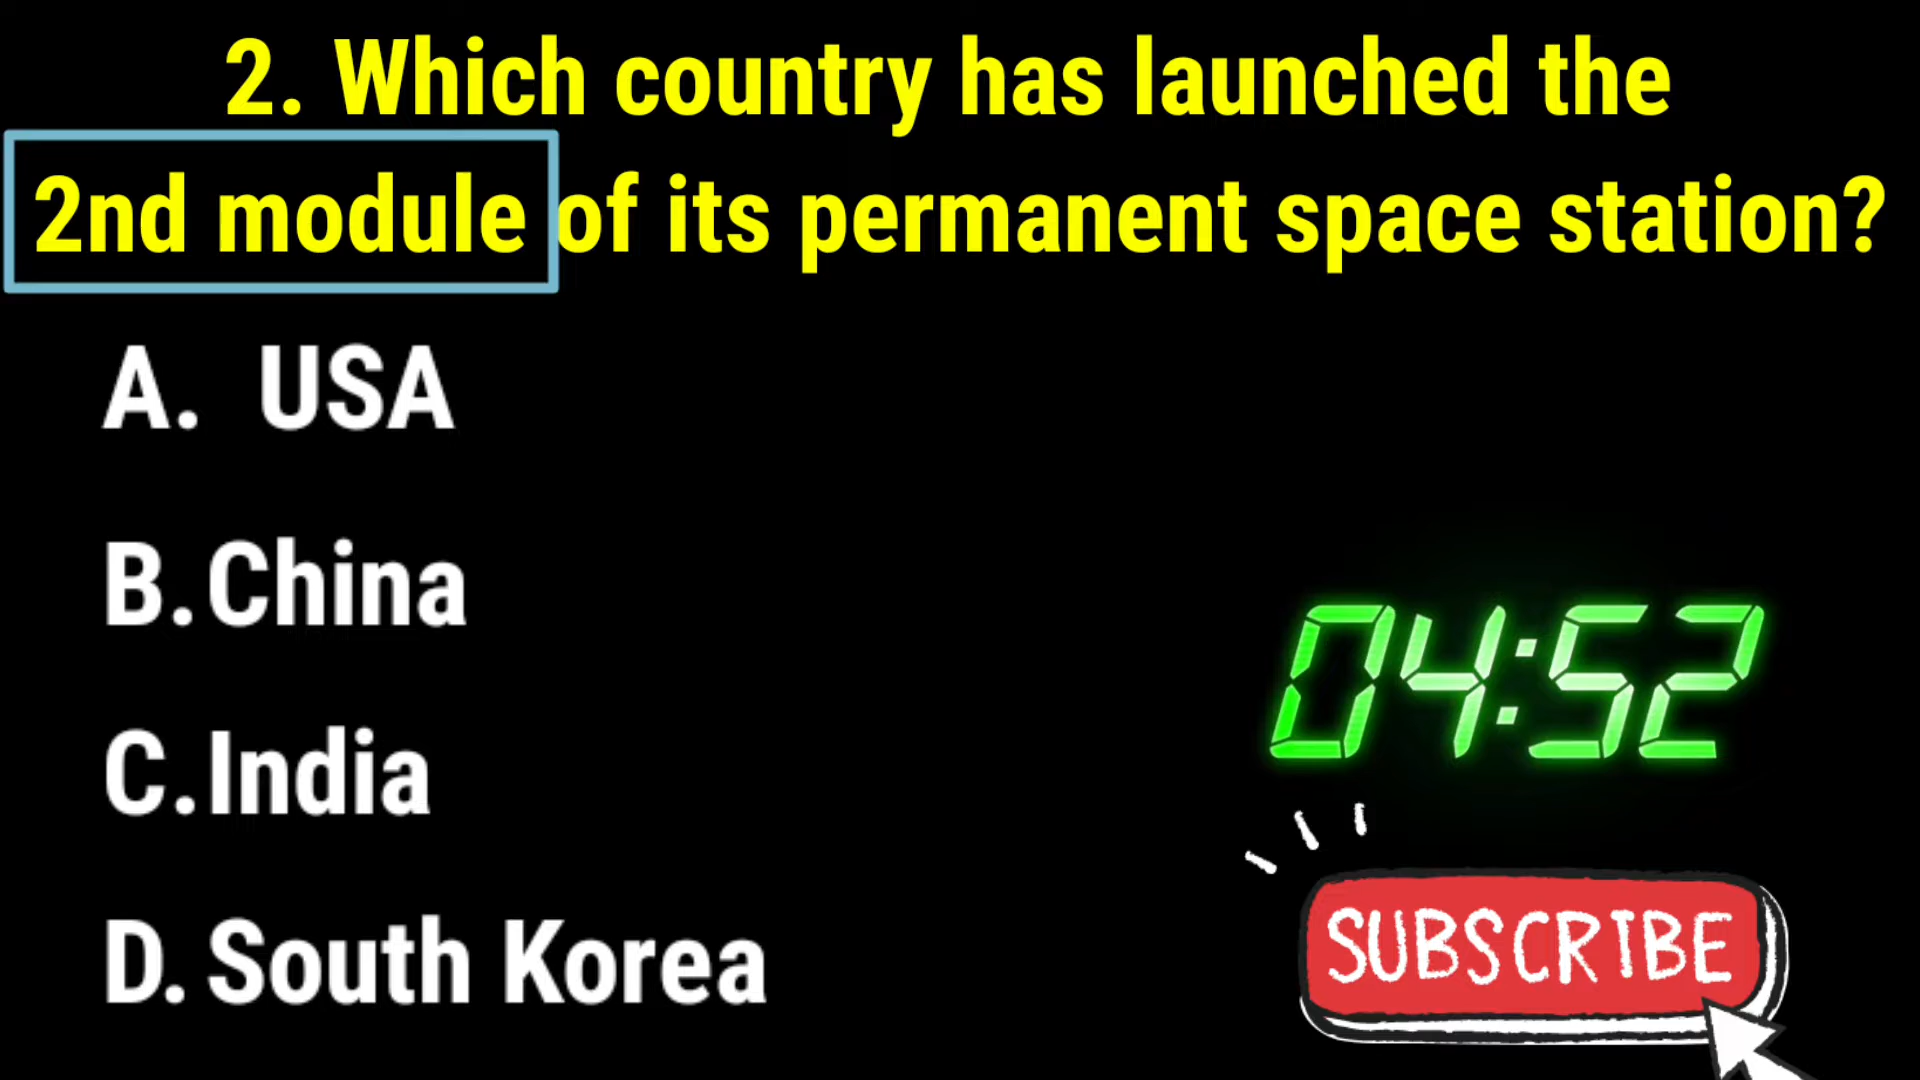 2. Which country has launched the
2nd module of its permanent space station?
A. USA
B. China
C. India
D. South Korea
04:52
SUBSCRIBE